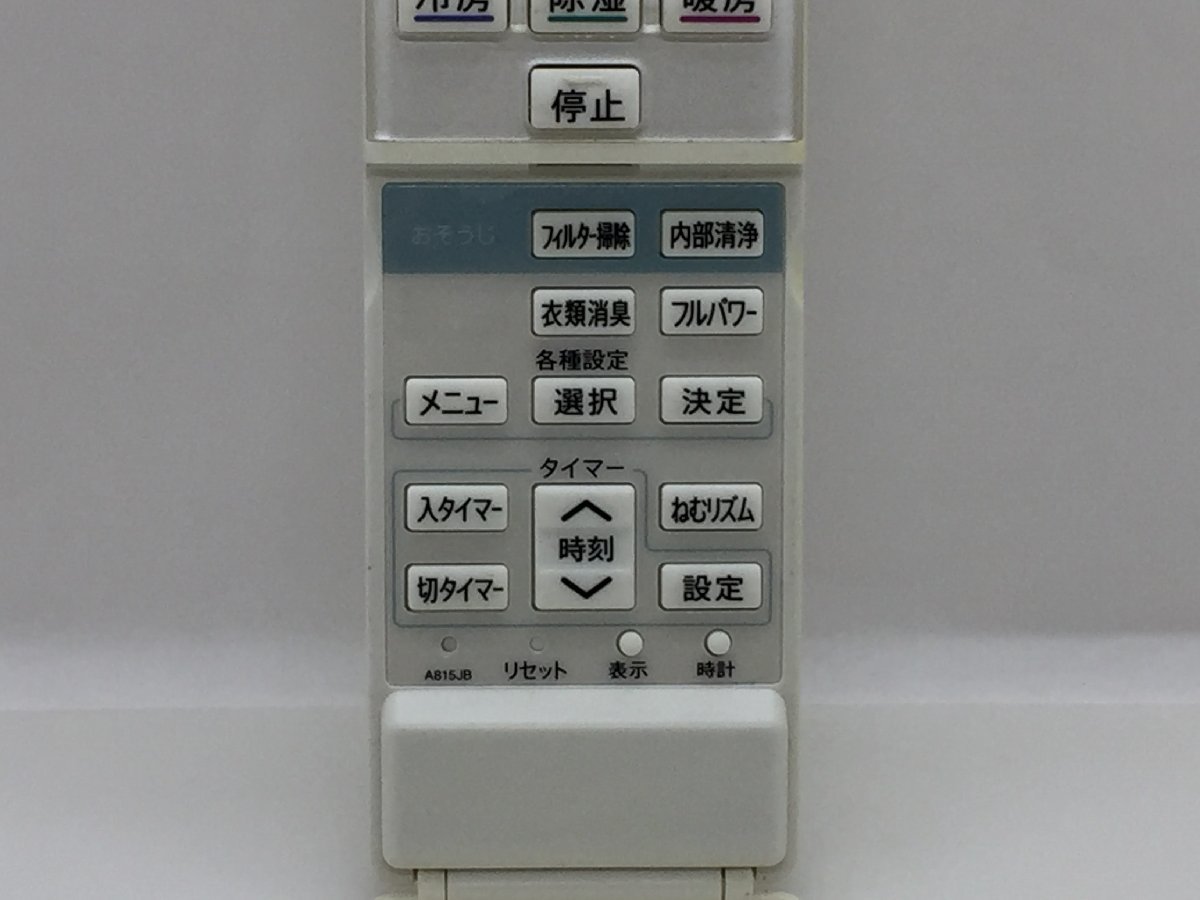 冷房 除湿 暖房
停止
おそうじ フィルター掃除 内部清浄
衣類消臭 フルパワー
各種設定
メニュー 選択 決定
タイマー
入タイマー ねむリズム
時刻
切タイマー 設定
A815JB リセット 表示 時計